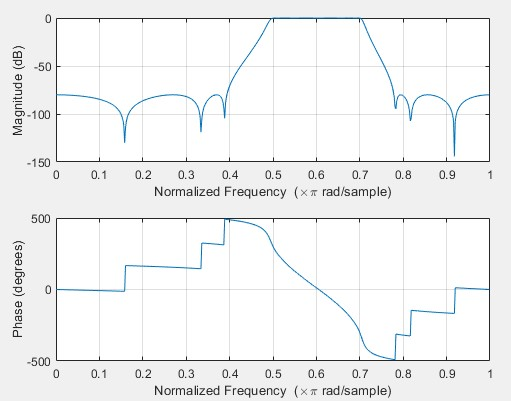 0
-50
-100
-150
Magnitude (dB)
0 0.1 0.2 0.3 0.4 0.5 0.6 0.7 0.8 0.9 1
Normalized Frequency (×π rad/sample)
500
0
-500
Phase (degrees)
0 0.1 0.2 0.3 0.4 0.5 0.6 0.7 0.8 0.9 1
Normalized Frequency (×π rad/sample)